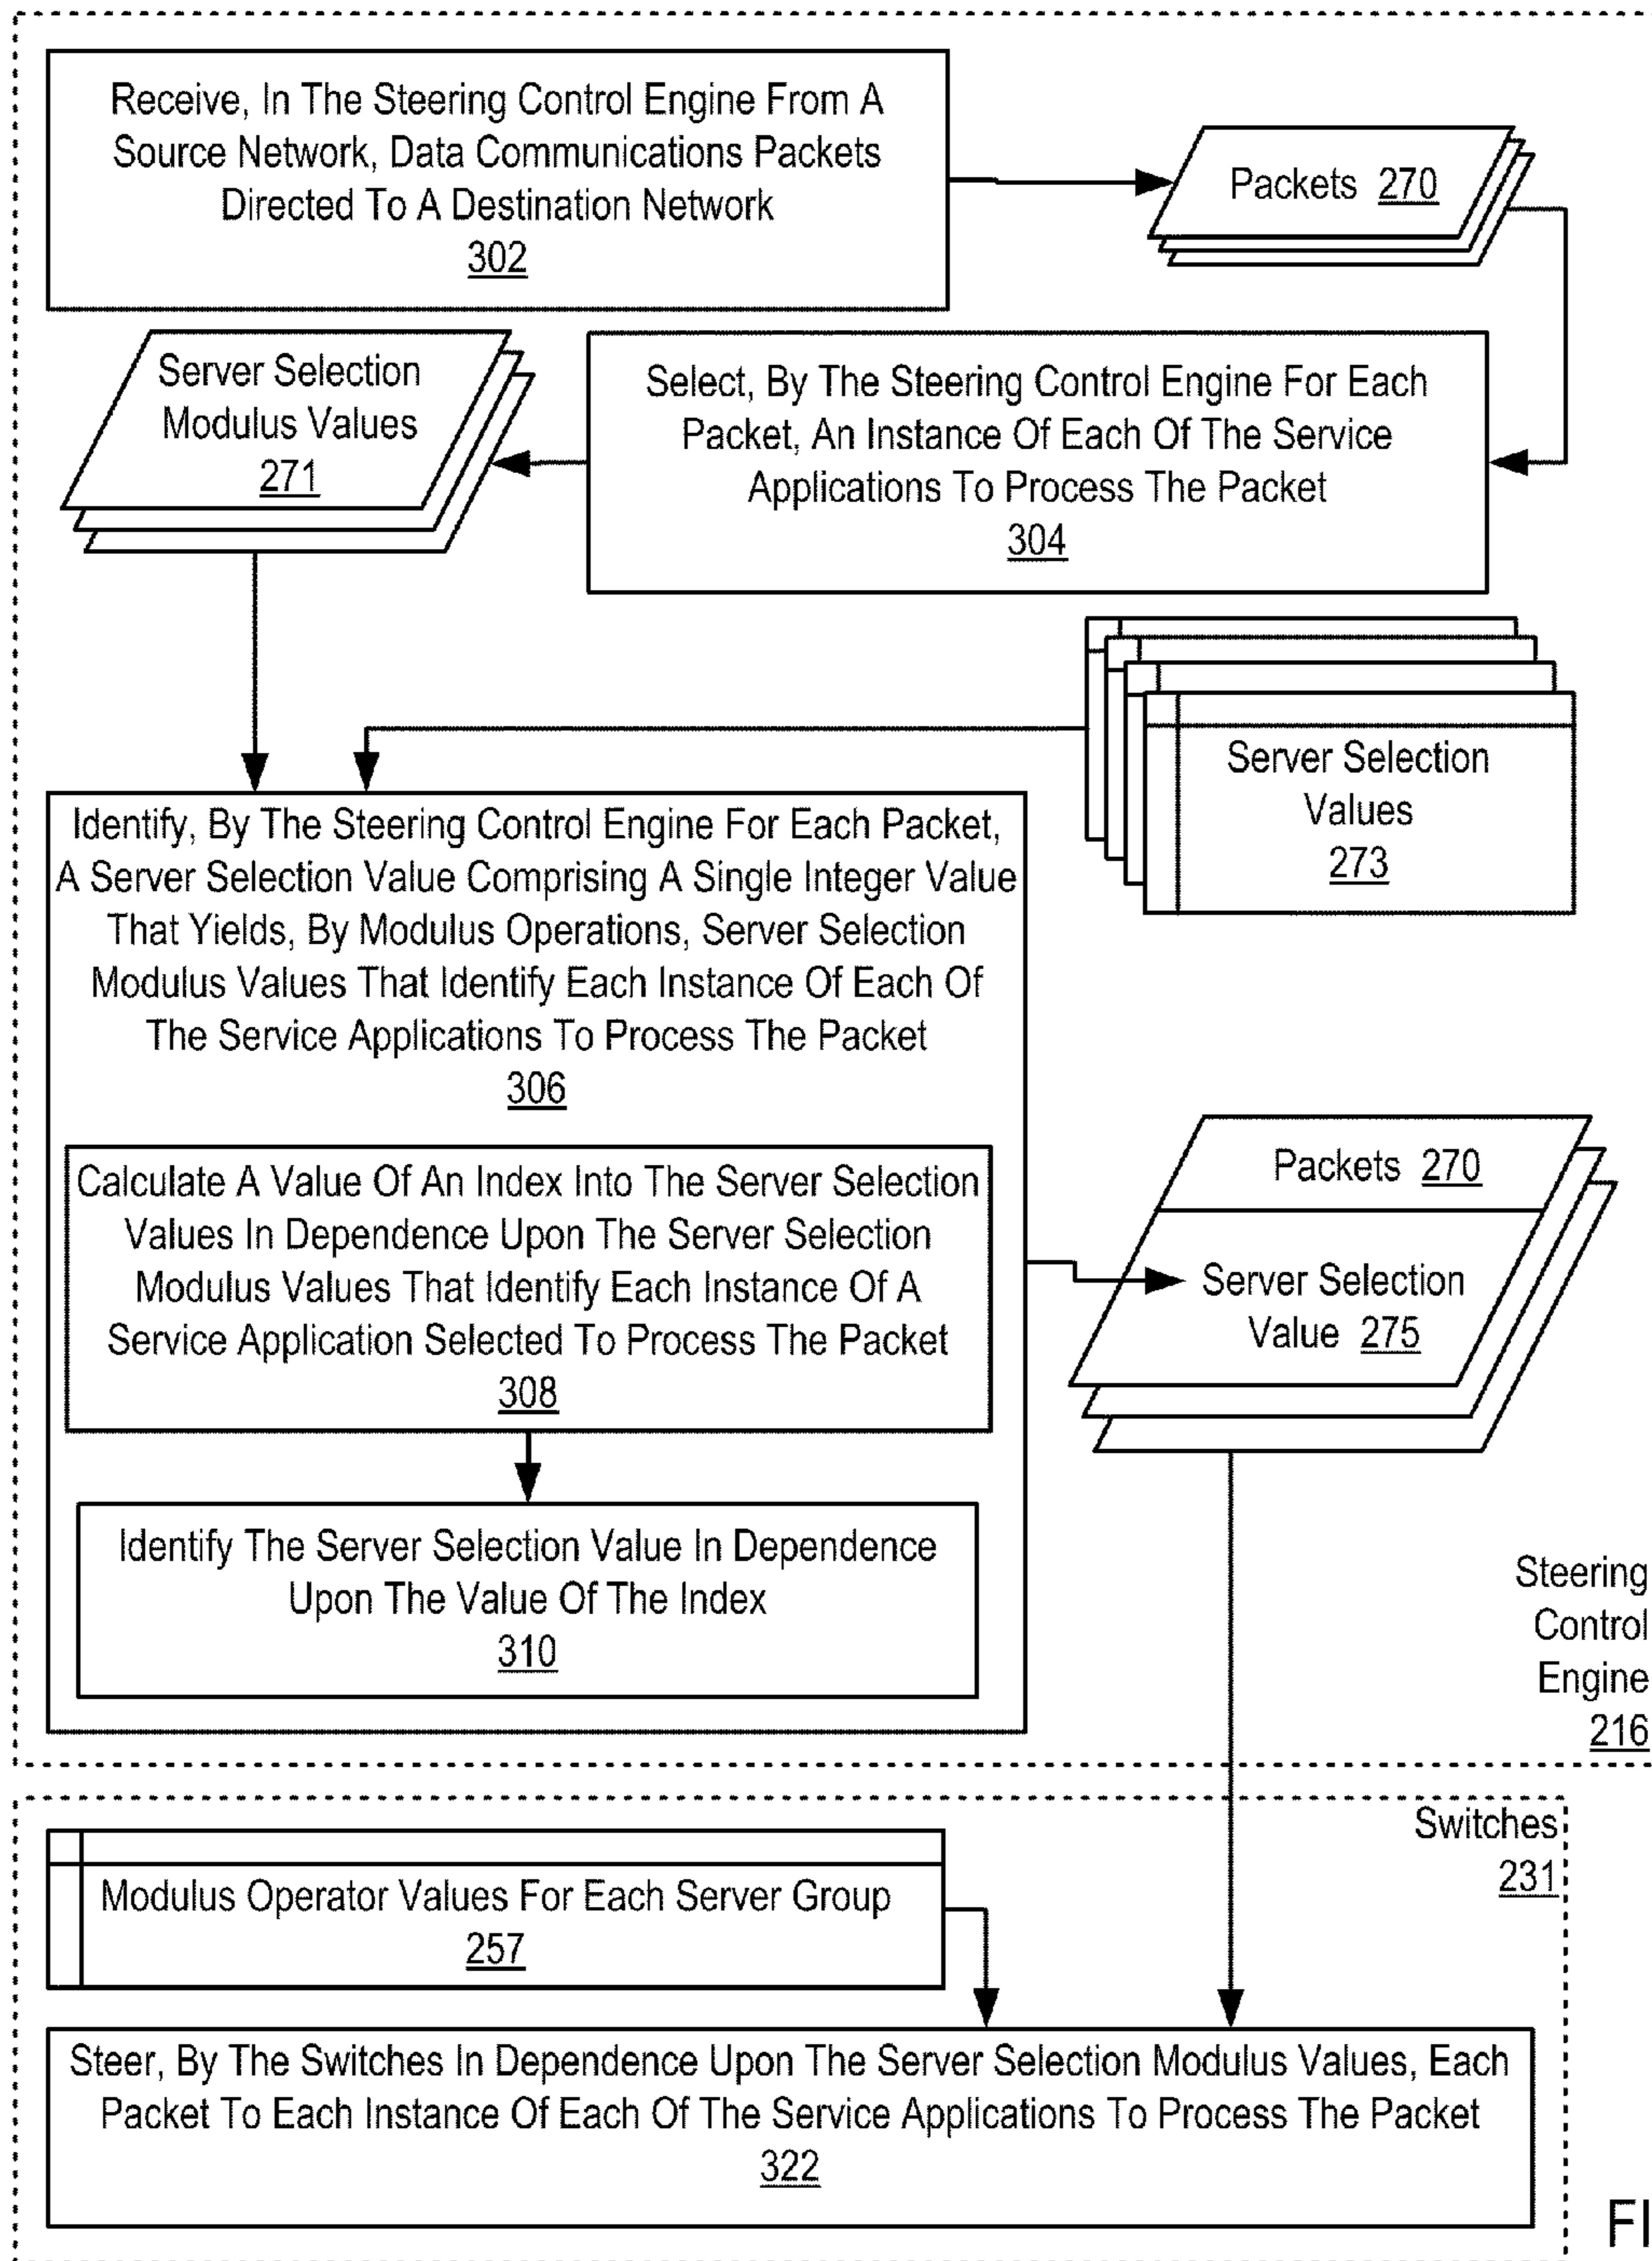 Receive, In The Steering Control Engine From A
Source Network, Data Communications Packets
Directed To A Destination Network
302
Packets 270
Server Selection
Modulus Values
271
Select, By The Steering Control Engine For Each
Packet, An Instance Of Each Of The Service
Applications To Process The Packet
304
Server Selection
Values
273
Identify, By The Steering Control Engine For Each Packet,
A Server Selection Value Comprising A Single Integer Value
That Yields, By Modulus Operations, Server Selection
Modulus Values That Identify Each Instance Of Each Of
The Service Applications To Process The Packet
306
Calculate A Value Of An Index Into The Server Selection
Values In Dependence Upon The Server Selection
Modulus Values That Identify Each Instance Of A
Service Application Selected To Process The Packet
308
Packets 270
Server Selection
Value 275
Identify The Server Selection Value In Dependence
Upon The Value Of The Index
310
Steering
Control
Engine
216
Switches
231
Modulus Operator Values For Each Server Group
257
Steer, By The Switches In Dependence Upon The Server Selection Modulus Values, Each
Packet To Each Instance Of Each Of The Service Applications To Process The Packet
322
FI